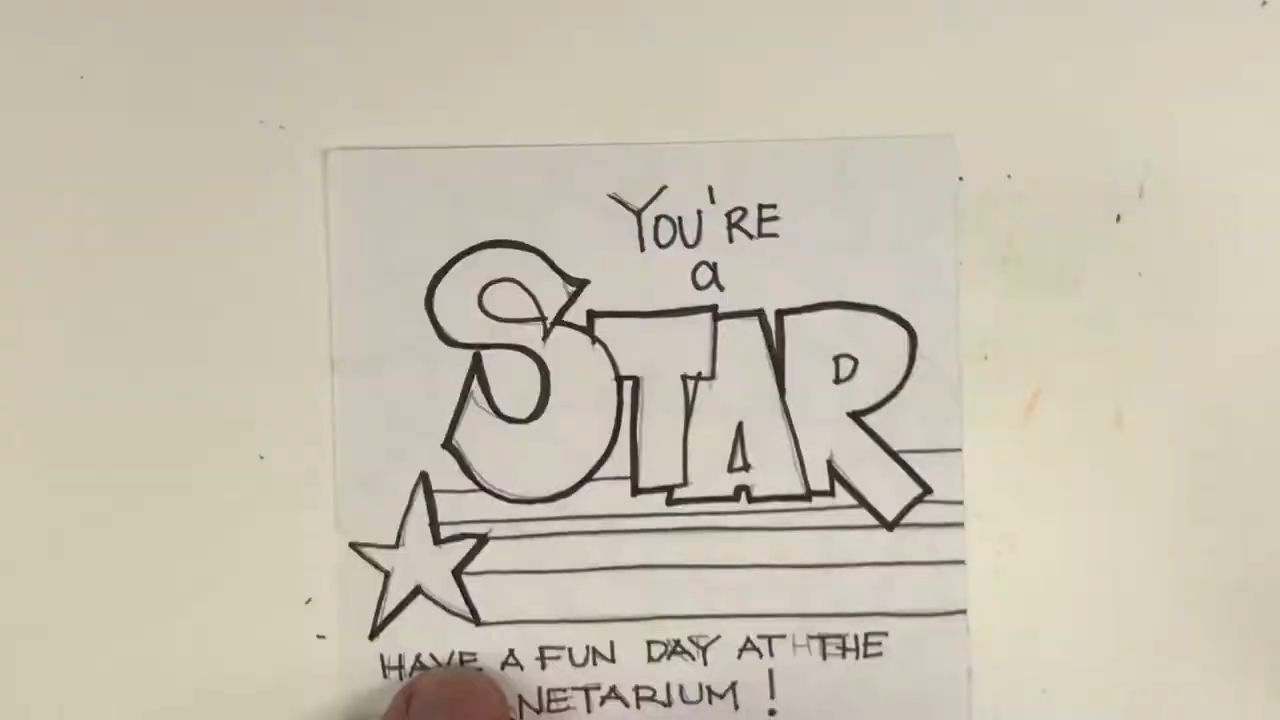 YOU'RE
a
STAR
HAVE A FUN DAY AT THE
NETARIUM!